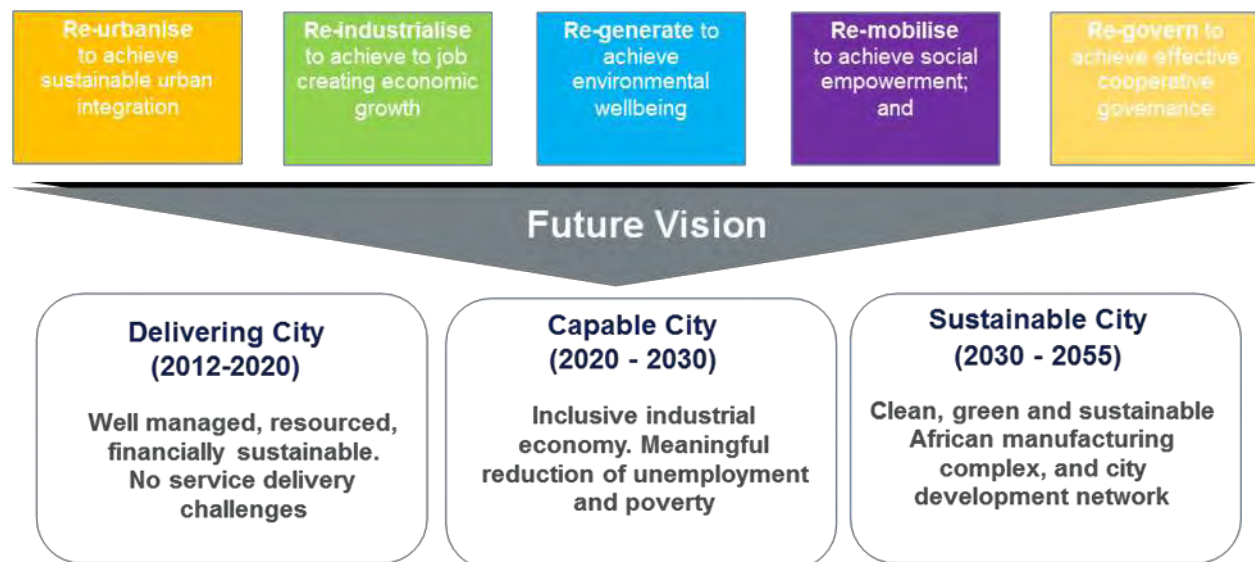 Re-urbanise
to achieve
sustainable urban
integration
Re-industrialise
to achieve to job
creating economic
growth
Re-generate to
achieve
environmental
wellbeing
Re-mobilise
to achieve social
empowerment;
and
Re-govern to
achieve effective
cooperative
governance
Future Vision
Delivering City
(2012-2020)
Well managed, resourced,
financially sustainable.
No service delivery
challenges
Capable City
(2020 - 2030)
Inclusive industrial
economy. Meaningful
reduction of unemployment
and poverty
Sustainable City
(2030 - 2055)
Clean, green and sustainable
African manufacturing
complex, and city
development network